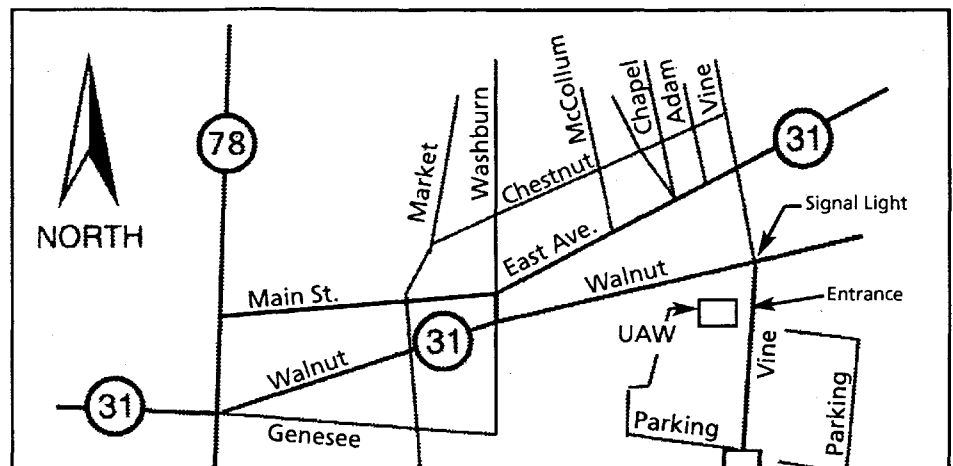 78
NORTH
Market
Washburn
McCollum
Chapel
Adam
Vine
Chestnut
31
Signal Light
East Ave.
Walnut
Main St.
Entrance
31
UAW
Vine
Walnut
31
Genesee
Parking
Parking